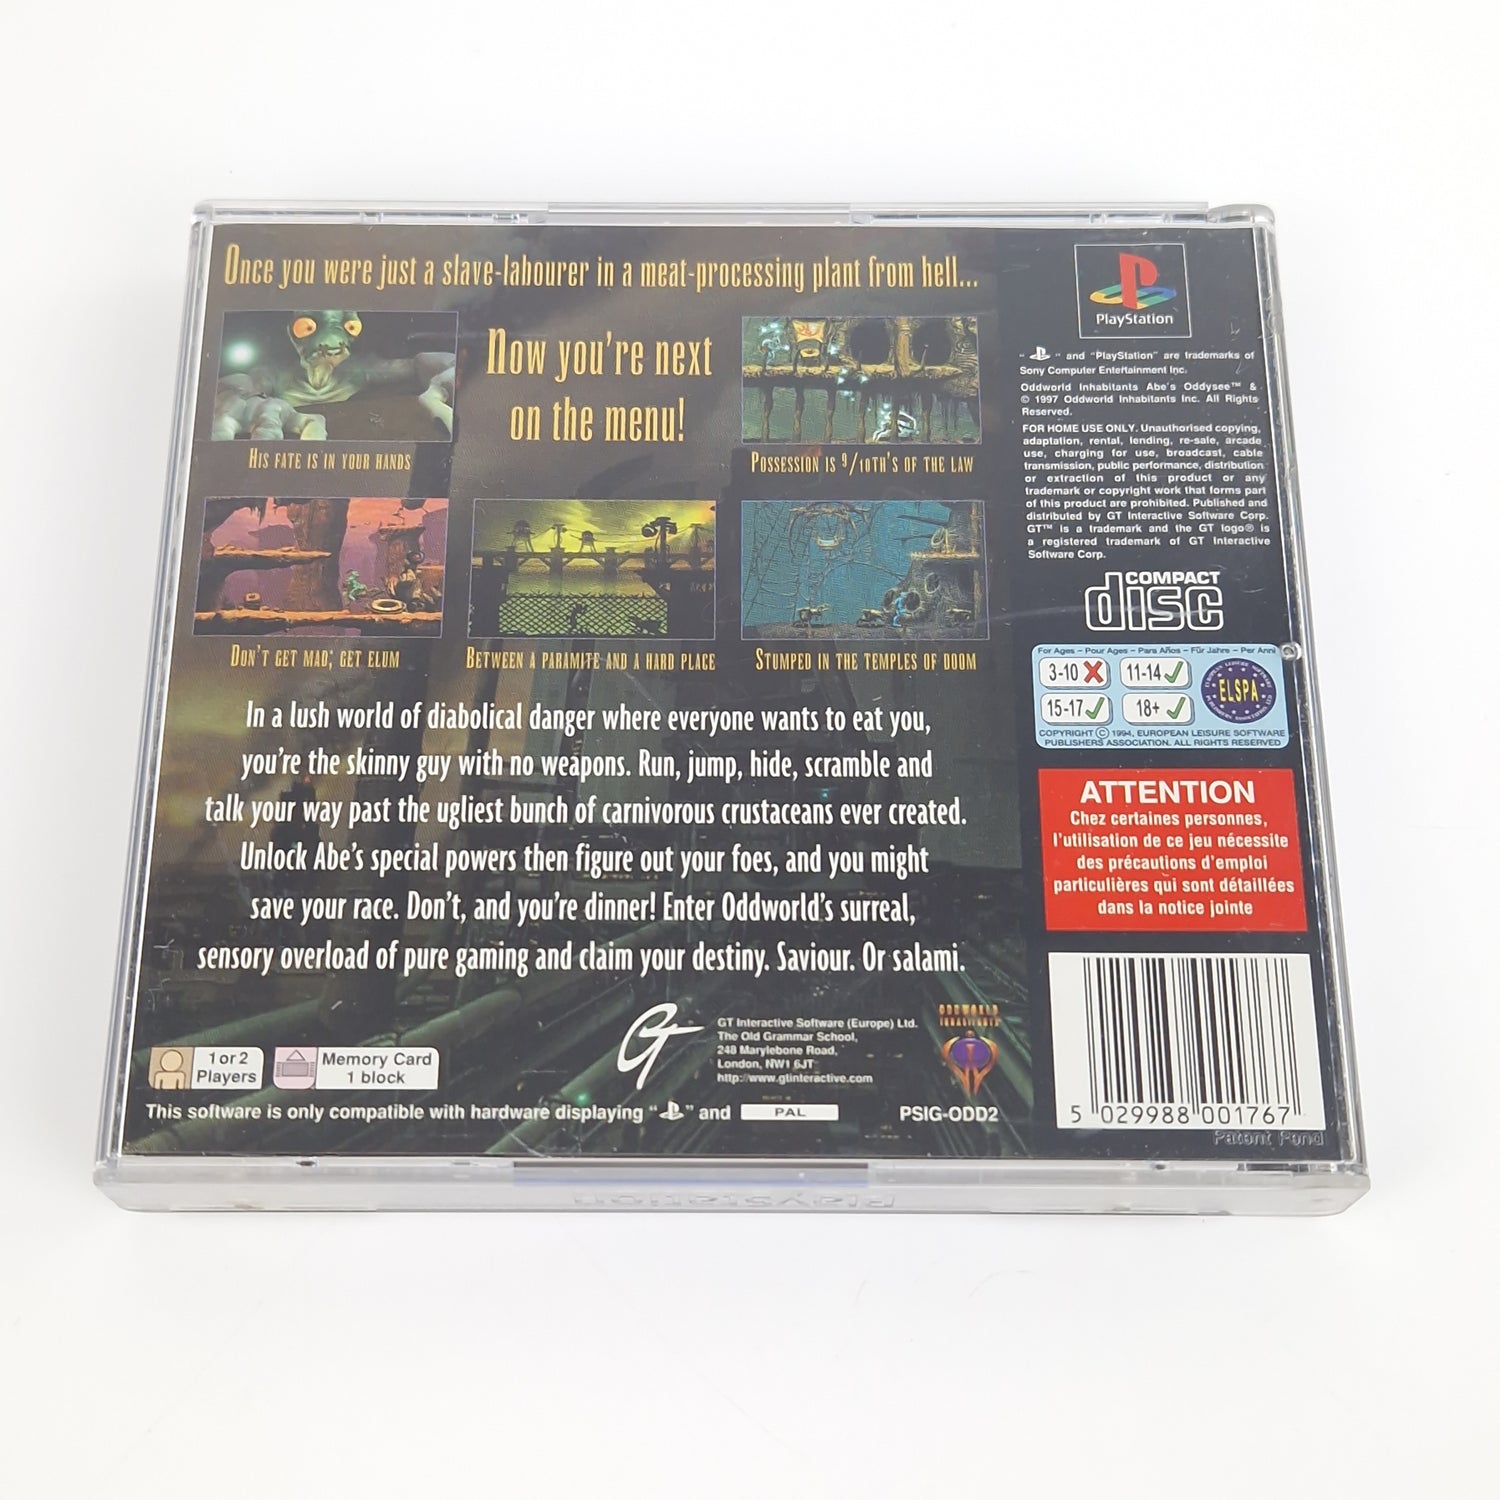 Once you were just a slave-labourer in a meat-processing plant from hell...
Now you're next
on the menu!
His fate is in your hands
Possession is 9/10th's of the law
Don't get mad; get Elum
Between a Paramite and a hard place
Stumped in the temples of doom
In a lush world of diabolical danger where everyone wants to eat you,
you're the skinny guy with no weapons. Run, jump, hide, scramble and
talk your way past the ugliest bunch of carnivorous crustaceans ever created.
Unlock Abe's special powers then figure out your foes, and you might
save your race. Don't, and you're dinner! Enter Oddworld's surreal,
sensory overload of pure gaming and claim your destiny. Saviour. Or salami.
1 or 2
Players
Memory Card
1 block
GT
GT Interactive Software (Europe) Ltd.
The Old Grammar School,
248 Marylebone Road,
London, NW1 6JT
http://www.gtinteractive.com
ODDWORLD
INHABITANTS
This software is only compatible with hardware displaying " " and PAL
PSIG-ODD2
PlayStation
" " and "PlayStation" are trademarks of
Sony Computer Entertainment Inc.
Oddworld Inhabitants Abe's Oddysee™ &
© 1997 Oddworld Inhabitants Inc. All Rights
Reserved.
FOR HOME USE ONLY. Unauthorised copying,
adaptation, rental, lending, re-sale, arcade
use, charging for use, broadcast, cable
transmission, public performance, distribution
or extraction of this product or any
trademark or copyright work that forms part
of this product are prohibited. Published and
distributed by GT Interactive Software Corp.
GT™ is a trademark and the GT logo® is
a registered trademark of GT Interactive
Software Corp.
COMPACT
disc
For Ages – Pour Ages – Para Años – Für Jahre – Per Anni
3-10 11-14
15-17 18+
ELSPA
COPYRIGHT © 1994, EUROPEAN LEISURE SOFTWARE
PUBLISHERS ASSOCIATION. ALL RIGHTS RESERVED
ATTENTION
Chez certaines personnes,
l'utilisation de ce jeu nécessite
des précautions d'emploi
particulières qui sont détaillées
dans la notice jointe
5 029988 001767
Patent Pend
PlayStation